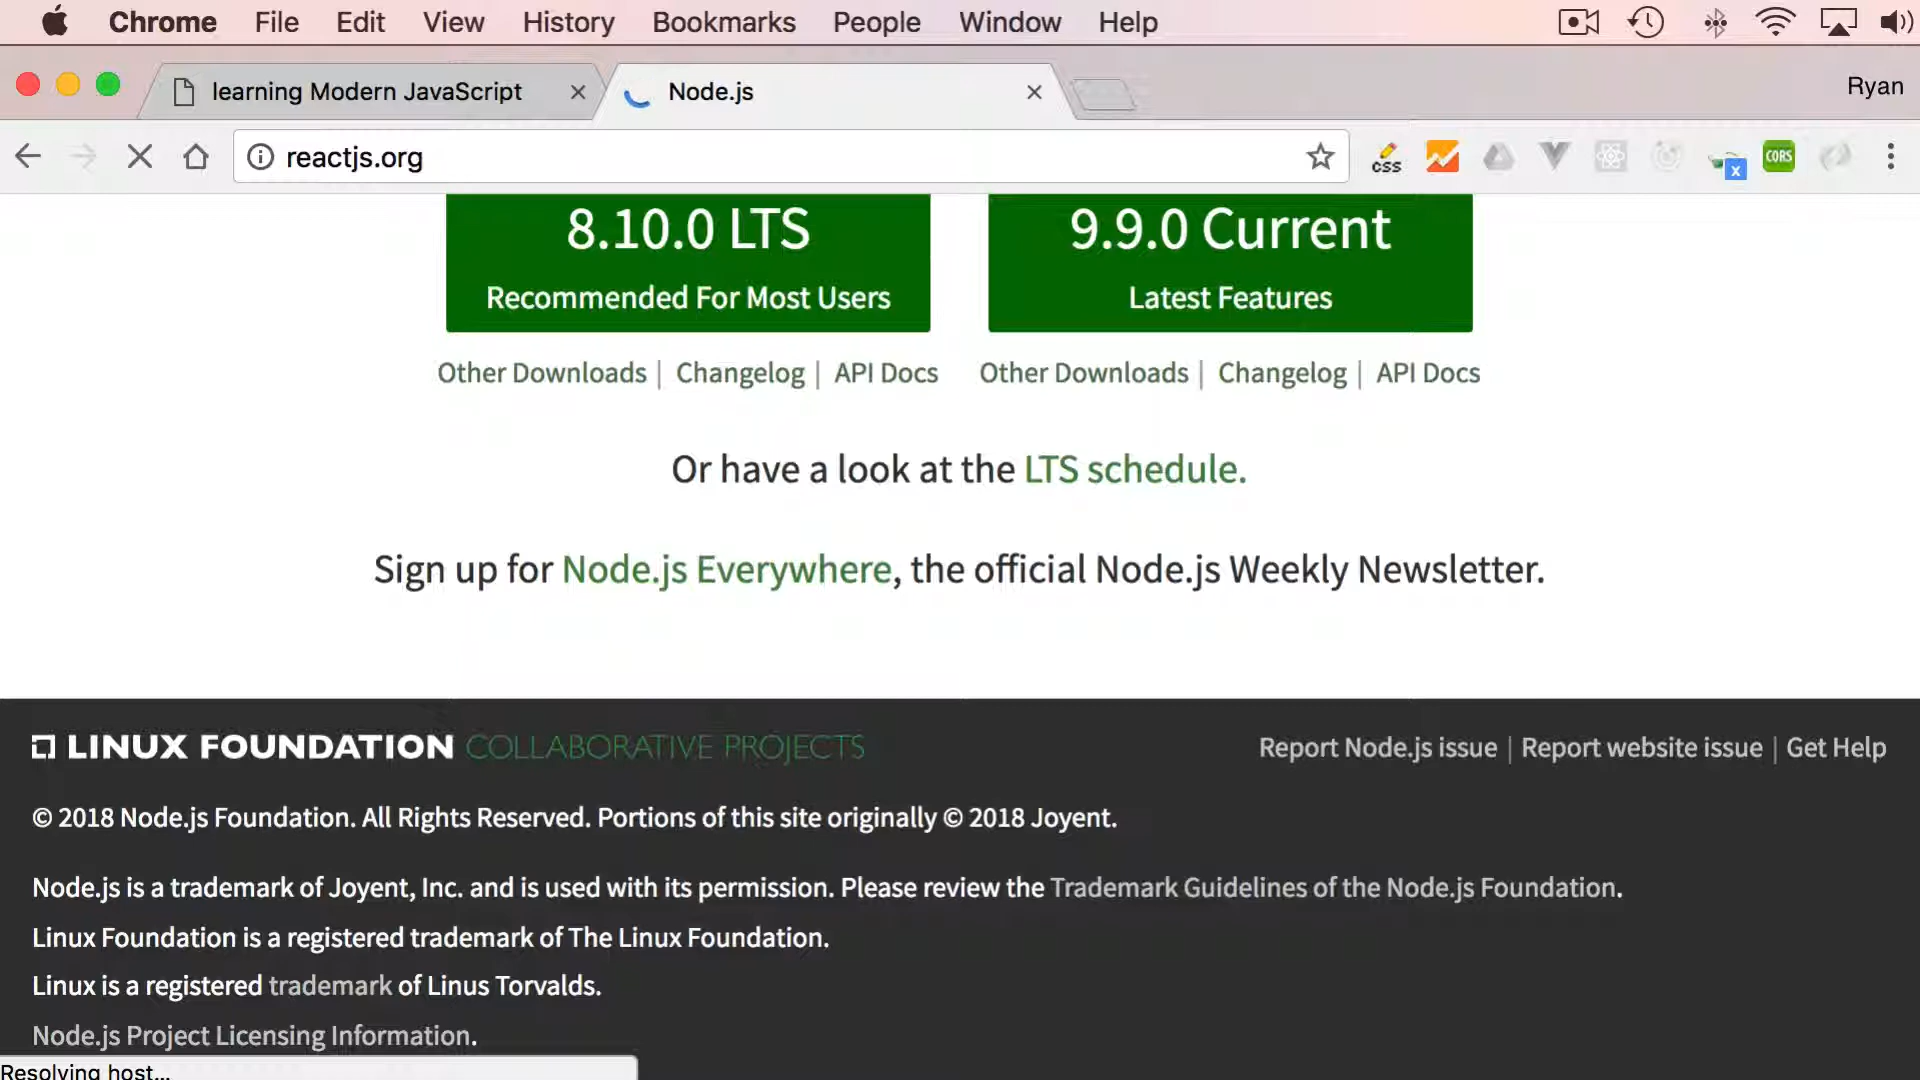 Chrome File Edit View History Bookmarks People Window Help
learning Modern JavaScript Node.js Ryan
reactjs.org css CORS x
8.10.0 LTS 9.9.0 Current
Recommended For Most Users Latest Features
Other Downloads | Changelog | API Docs Other Downloads | Changelog | API Docs
Or have a look at the LTS schedule.
Sign up for Node.js Everywhere, the official Node.js Weekly Newsletter.
LINUX FOUNDATION COLLABORATIVE PROJECTS Report Node.js issue | Report website issue | Get Help
© 2018 Node.js Foundation. All Rights Reserved. Portions of this site originally © 2018 Joyent.
Node.js is a trademark of Joyent, Inc. and is used with its permission. Please review the Trademark Guidelines of the Node.js Foundation.
Linux Foundation is a registered trademark of The Linux Foundation.
Linux is a registered trademark of Linus Torvalds.
Node.js Project Licensing Information.
Resolving host...